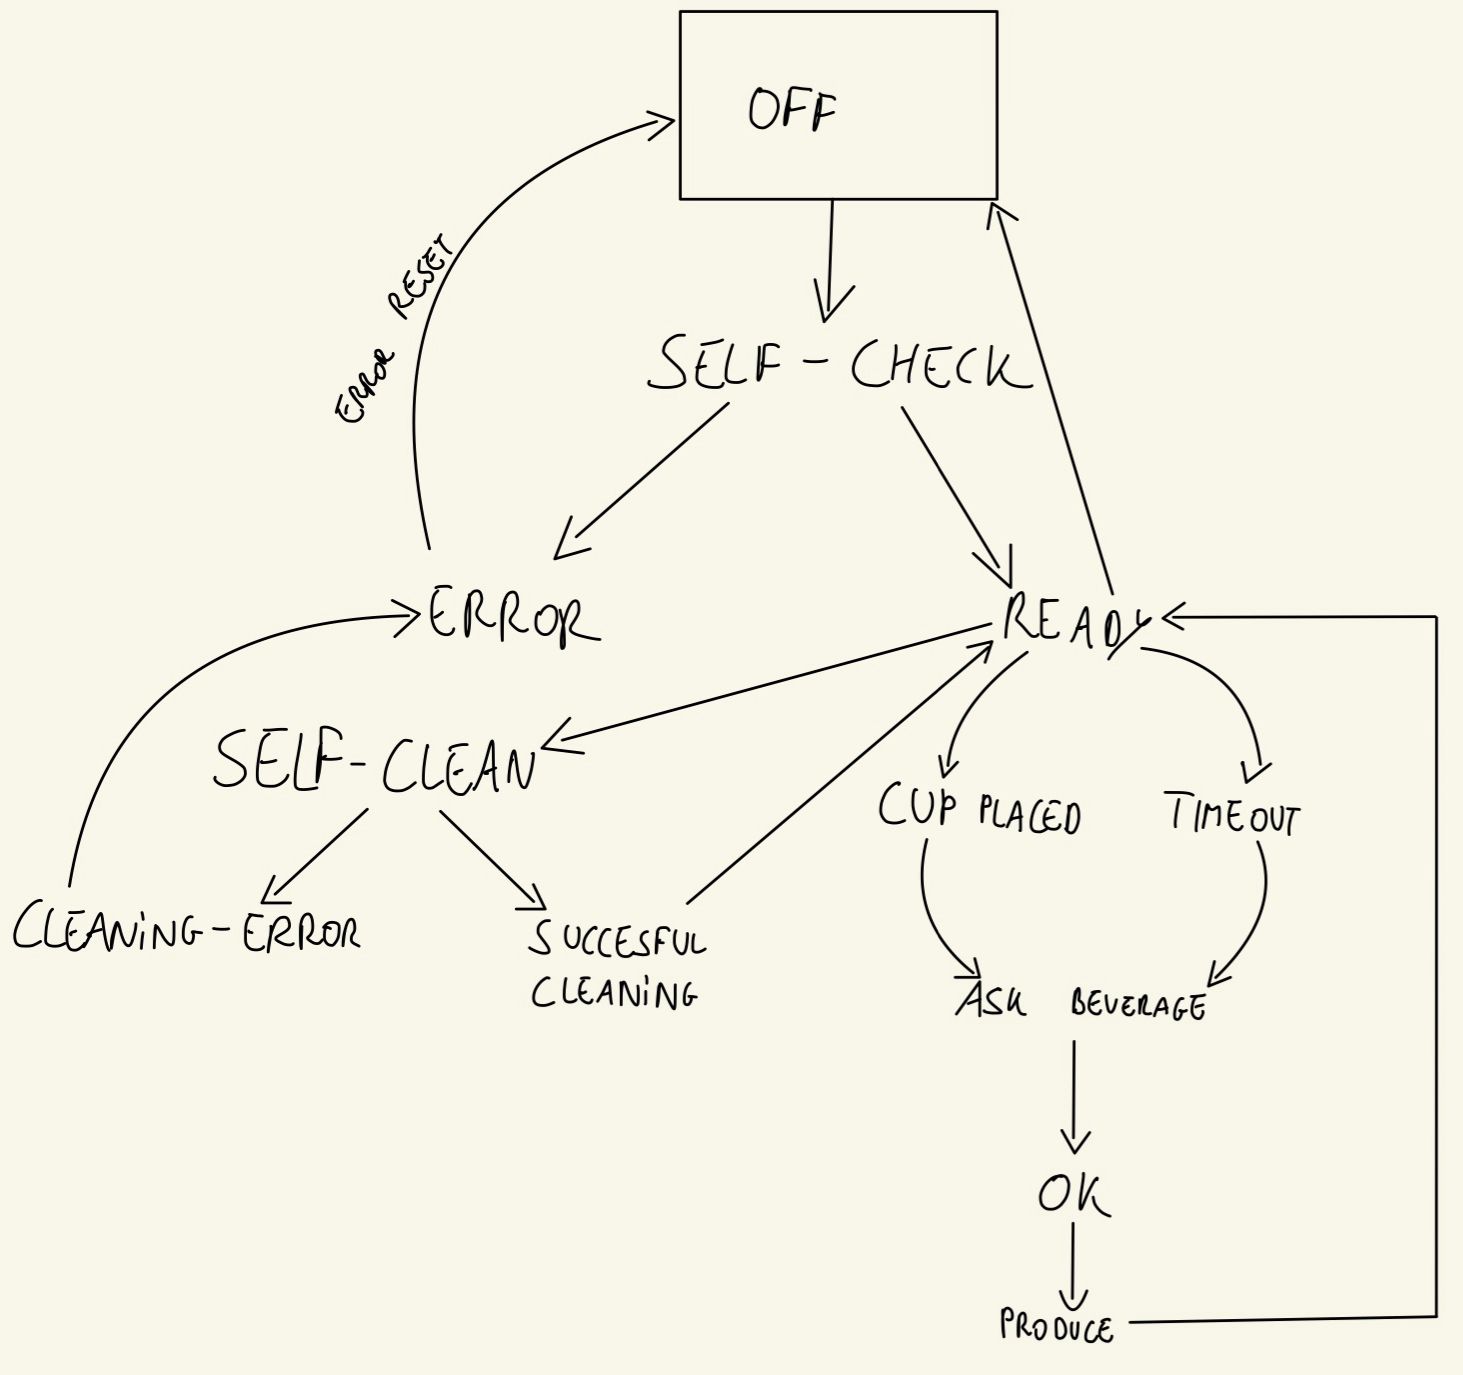 OFF
ERROR RESET
SELF - CHECK
ERROR
READY
SELF - CLEAN
CUP PLACED
TIMEOUT
CLEANING - ERROR
SUCCESFUL
CLEANING
ASK BEVERAGE
OK
PRODUCE